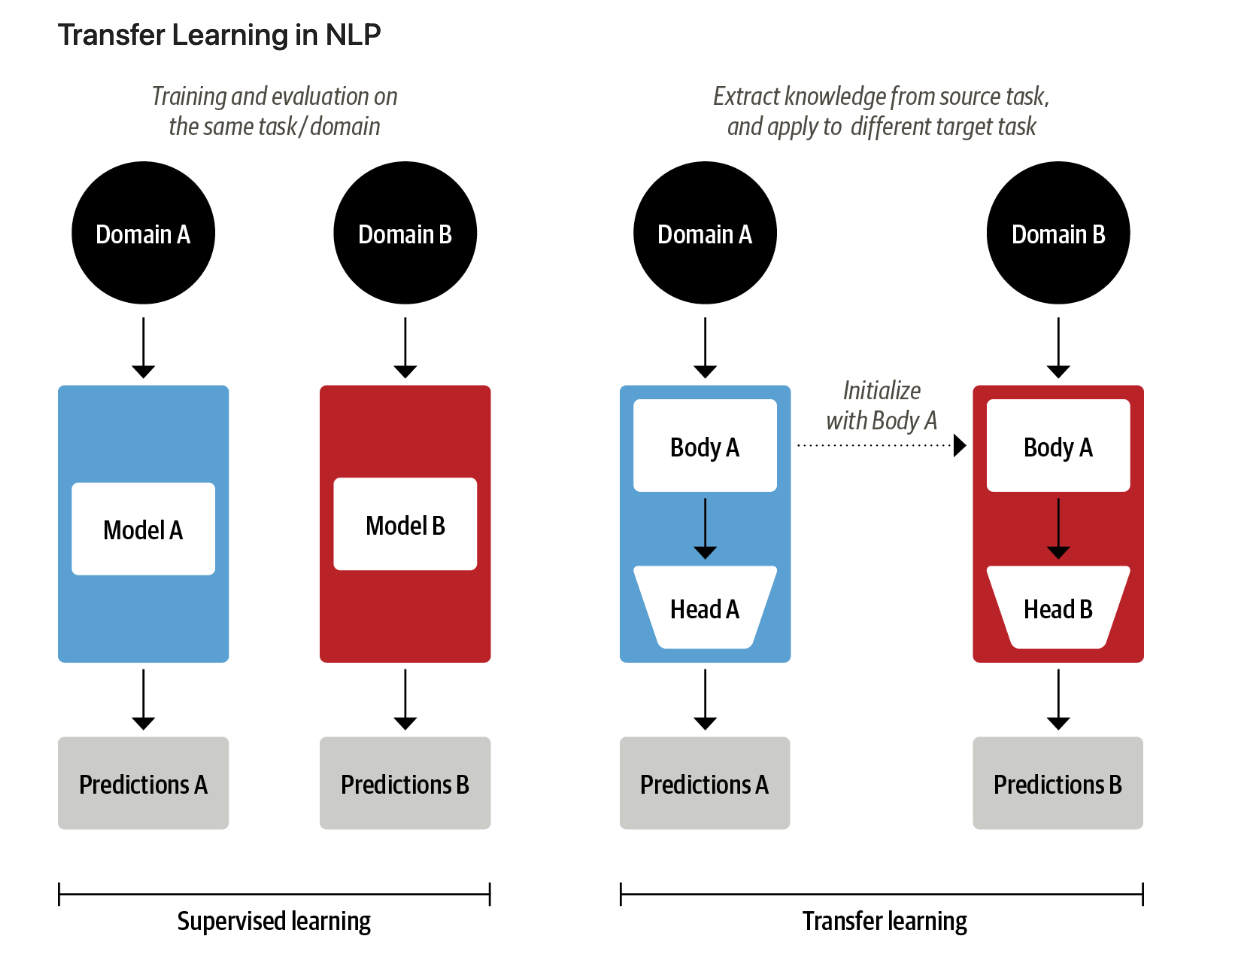 Transfer Learning in NLP
Training and evaluation on
the same task/domain
Extract knowledge from source task,
and apply to different target task
Domain A
Domain B
Domain A
Domain B
Initialize
with Body A
Model A
Model B
Body A
Body A
Head A
Head B
Predictions A
Predictions B
Predictions A
Predictions B
Supervised learning
Transfer learning